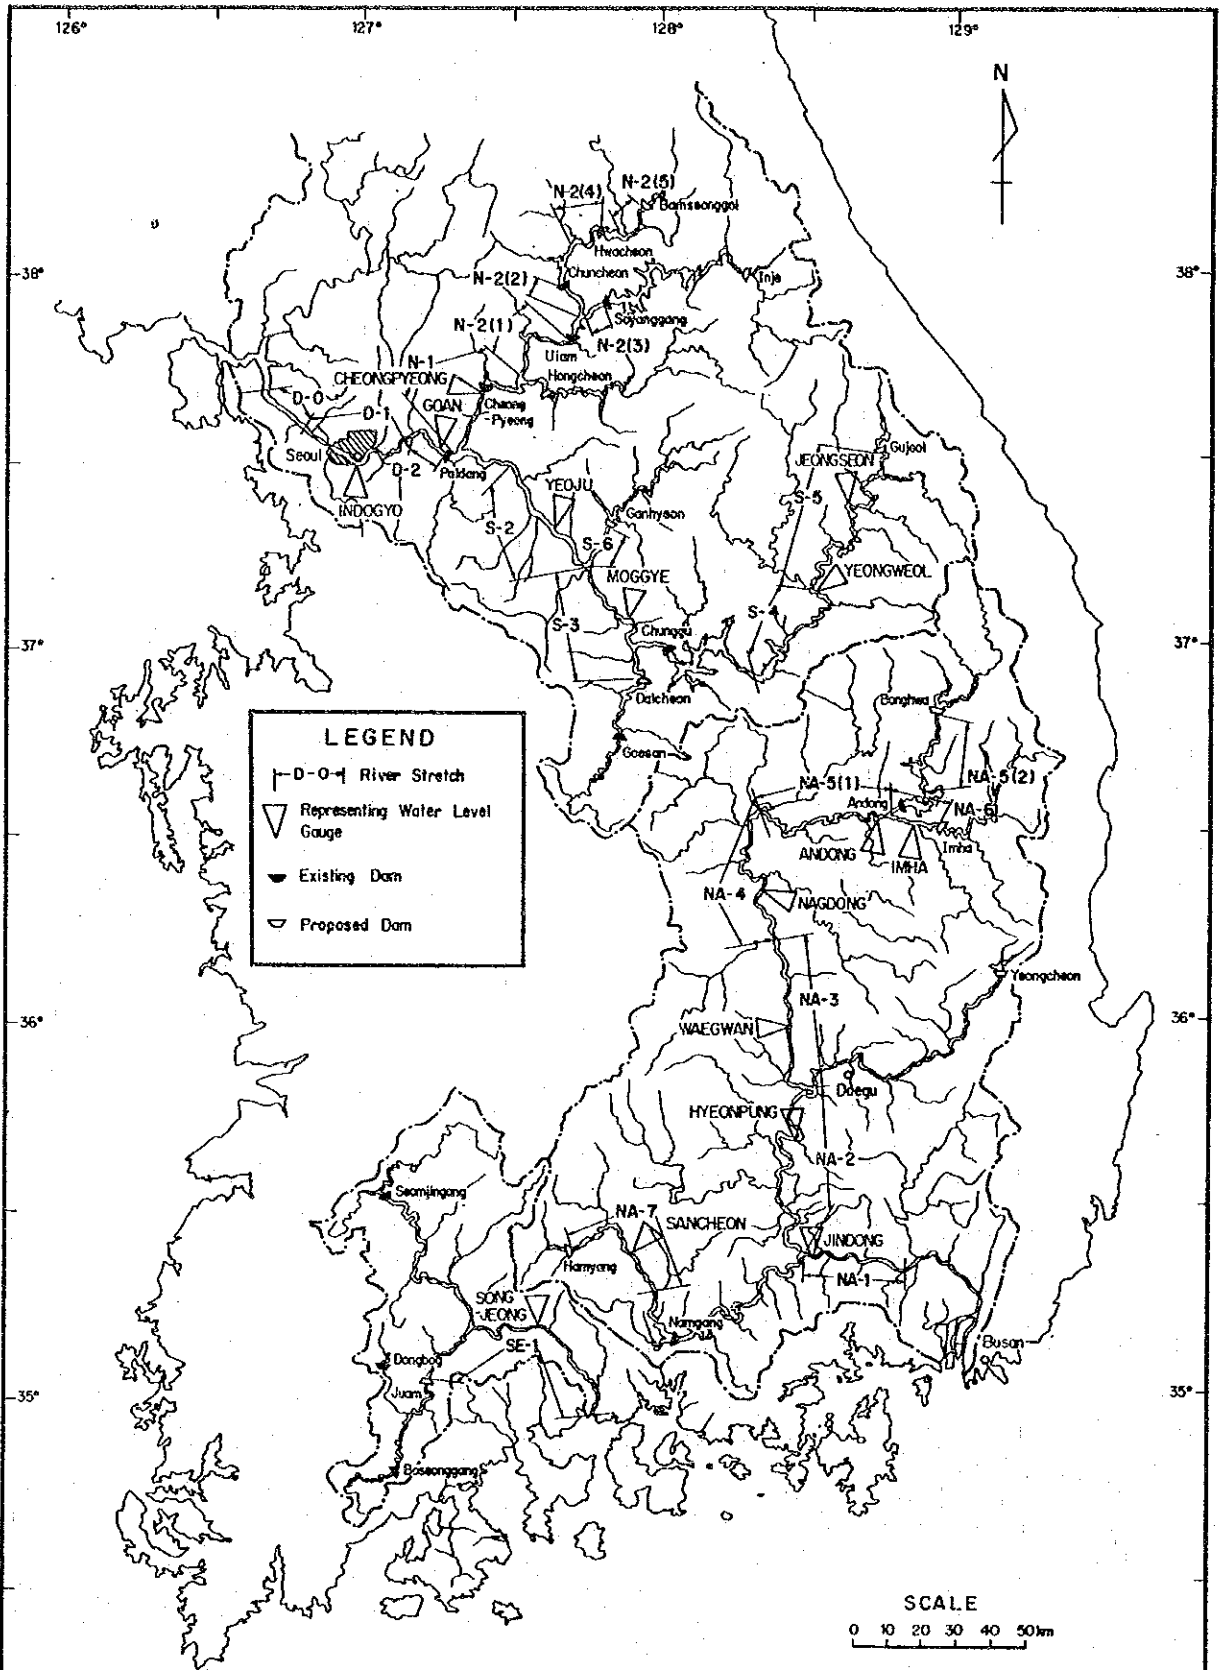 126°
127°
128°
129°
N
N-2(4)
N-2(5)
Bamseonggol
Hwacheon
38°
38°
N-2(2)
Chuncheon
Inje
Soyanggang
N-2(1)
N-2(3)
Uiam
N-1
Hongcheon
CHEONGPYEONG
Cheong
-Pyeong
D-O
D-1
GOAN
Seoul
D-2
Paldang
Gujeol
JEONGSEON
YEOJU
S-5
INDOGYO
Ganhyeon
S-2
S-6
MOGGYE
YEONGWEOL
S-3
Chunggu
S-4
37°
37°
Dalcheon
Bonghwa
Goesan
LEGEND
D-O River Stretch
Representing Water Level
Gauge
Existing Dam
Proposed Dam
NA-5(1)
NA-5(2)
Andong
NA-6
Imha
ANDONG
IMHA
NA-4
NAGDONG
Yeongcheon
NA-3
36°
36°
WAEGWAN
Daegu
HYEONPUNG
NA-2
Seomjingang
NA-7
SANCHEON
JINDONG
Hamyang
NA-1
SONG
JEONG
Namgang
SE-1
Busan
Dongbog
Juam
35°
35°
Boseonggang
SCALE
0 10 20 30 40 50km